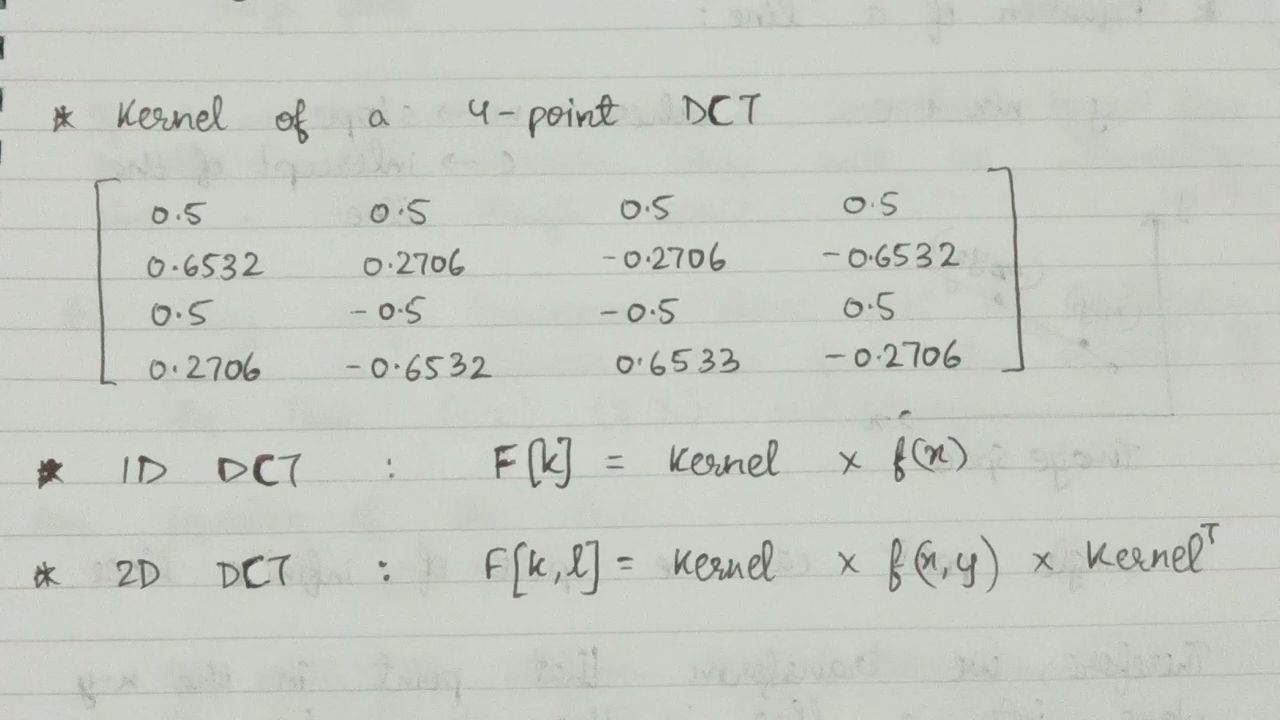 * Kernel of a 4-point DCT
0.5 0.5 0.5 0.5
0.6532 0.2706 -0.2706 -0.6532
0.5 -0.5 -0.5 0.5
0.2706 -0.6532 0.6533 -0.2706
* 1D DCT : F[k] = Kernel × f(x)
* 2D DCT : F[k,l] = Kernel × f(x,y) × Kernelᵀ